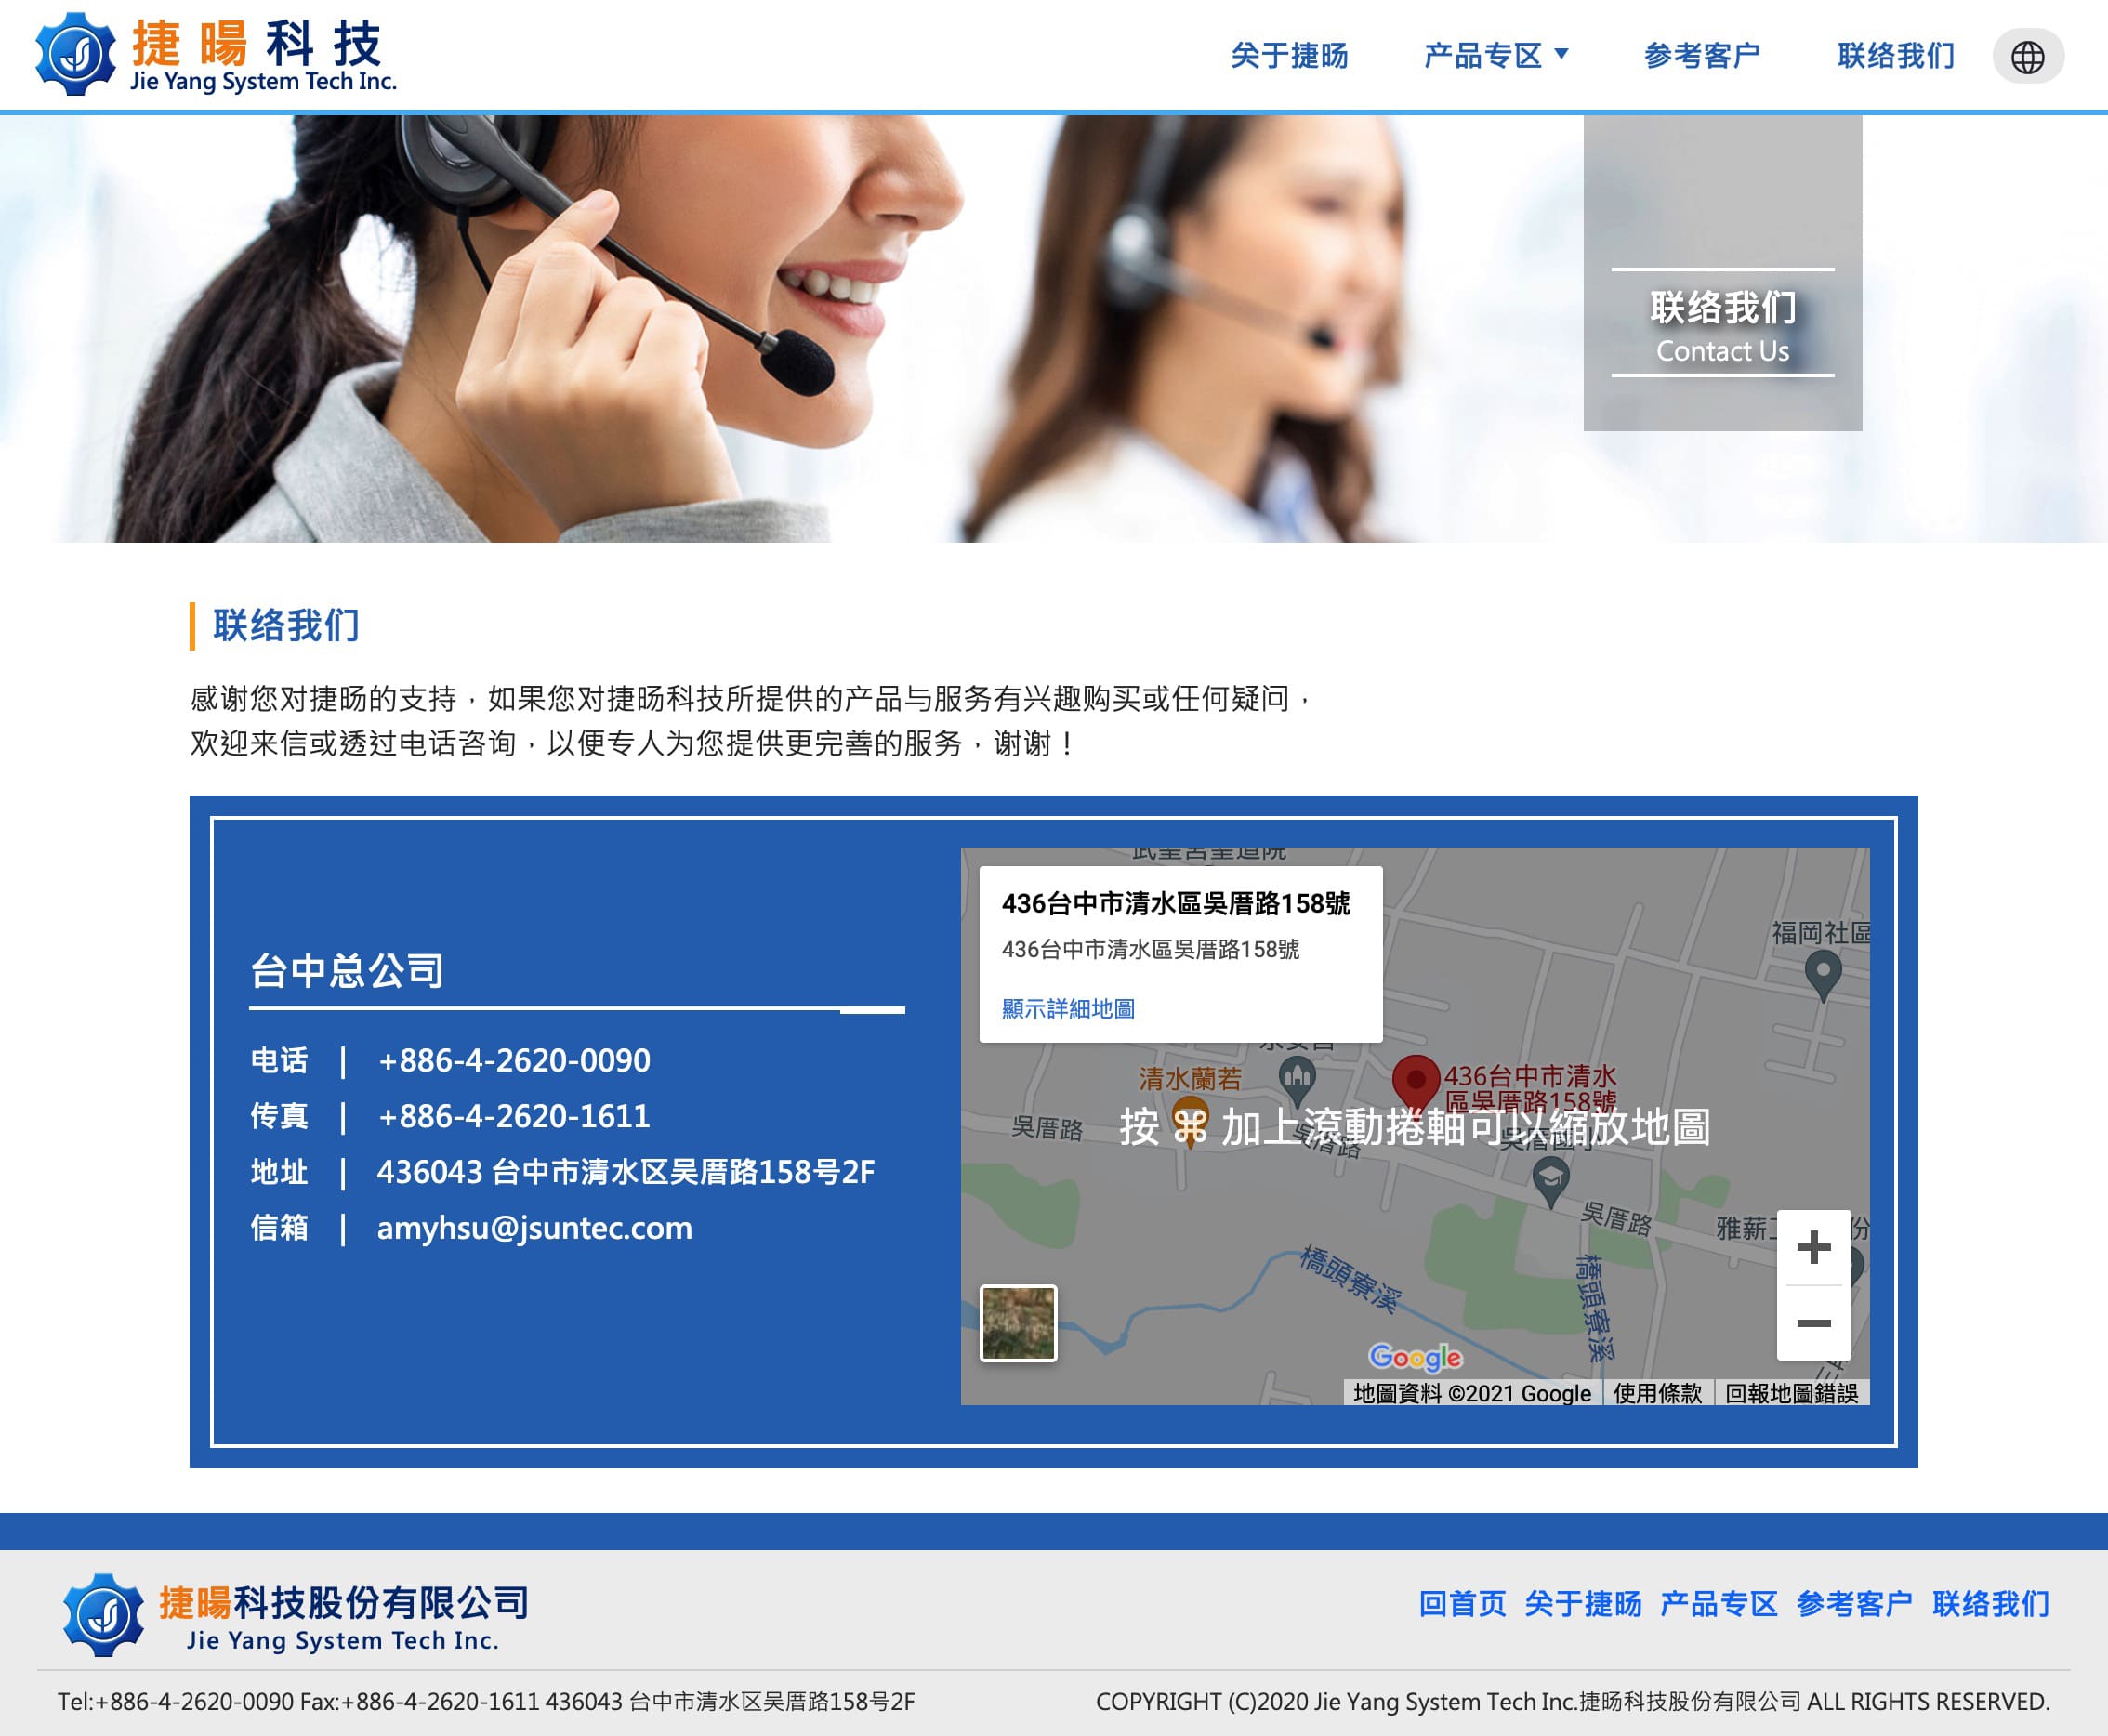 捷暘科技
Jie Yang System Tech Inc.
关于捷旸
产品专区
参考客户
联络我们
联络我们
Contact Us
联络我们
感谢您对捷旸的支持，如果您对捷旸科技所提供的产品与服务有兴趣购买或任何疑问，
欢迎来信或透过电话咨询，以便专人为您提供更完善的服务，谢谢！
台中总公司
电话 | +886-4-2620-0090
传真 | +886-4-2620-1611
地址 | 436043 台中市清水区吴厝路158号2F
信箱 | amyhsu@jsuntec.com
436台中市清水區吳厝路158號
436台中市清水區吳厝路158號
顯示詳細地圖
福岡社區
清水蘭若
436台中市清水
區吳厝路158號
吳厝路
按 ⌘ 加上滾動捲軸可以縮放地圖
吳厝路
吳厝國小
吳厝路
雅薪
份
橋頭寮溪
橋頭寮溪
Google
地圖資料 ©2021 Google
使用條款
回報地圖錯誤
捷暘科技股份有限公司
Jie Yang System Tech Inc.
回首页 关于捷旸 产品专区 参考客户 联络我们
Tel:+886-4-2620-0090 Fax:+886-4-2620-1611 436043 台中市清水区吴厝路158号2F
COPYRIGHT (C)2020 Jie Yang System Tech Inc.捷旸科技股份有限公司 ALL RIGHTS RESERVED.